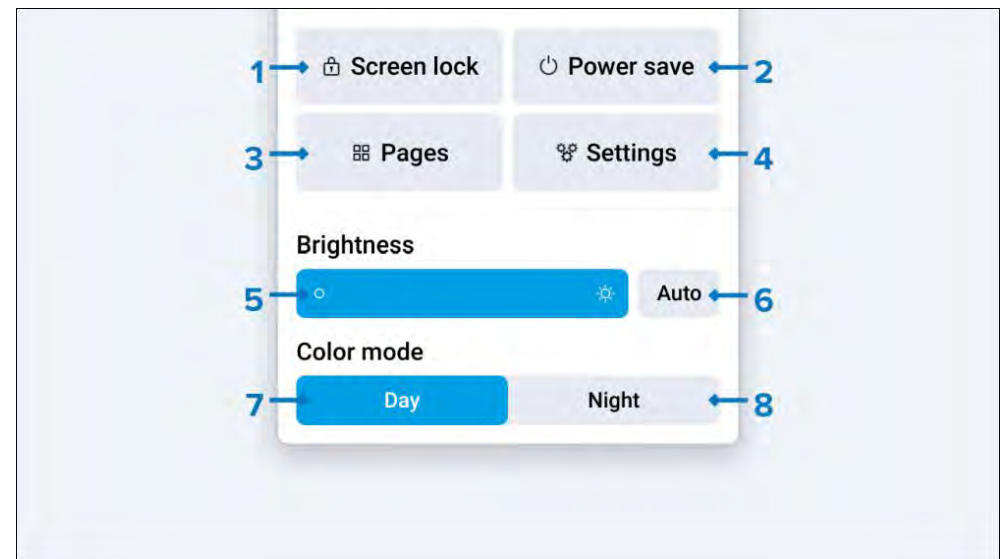 1 Screen lock Power save 2
3 Pages Settings 4
Brightness
5 Auto 6
Color mode
7 Day Night 8